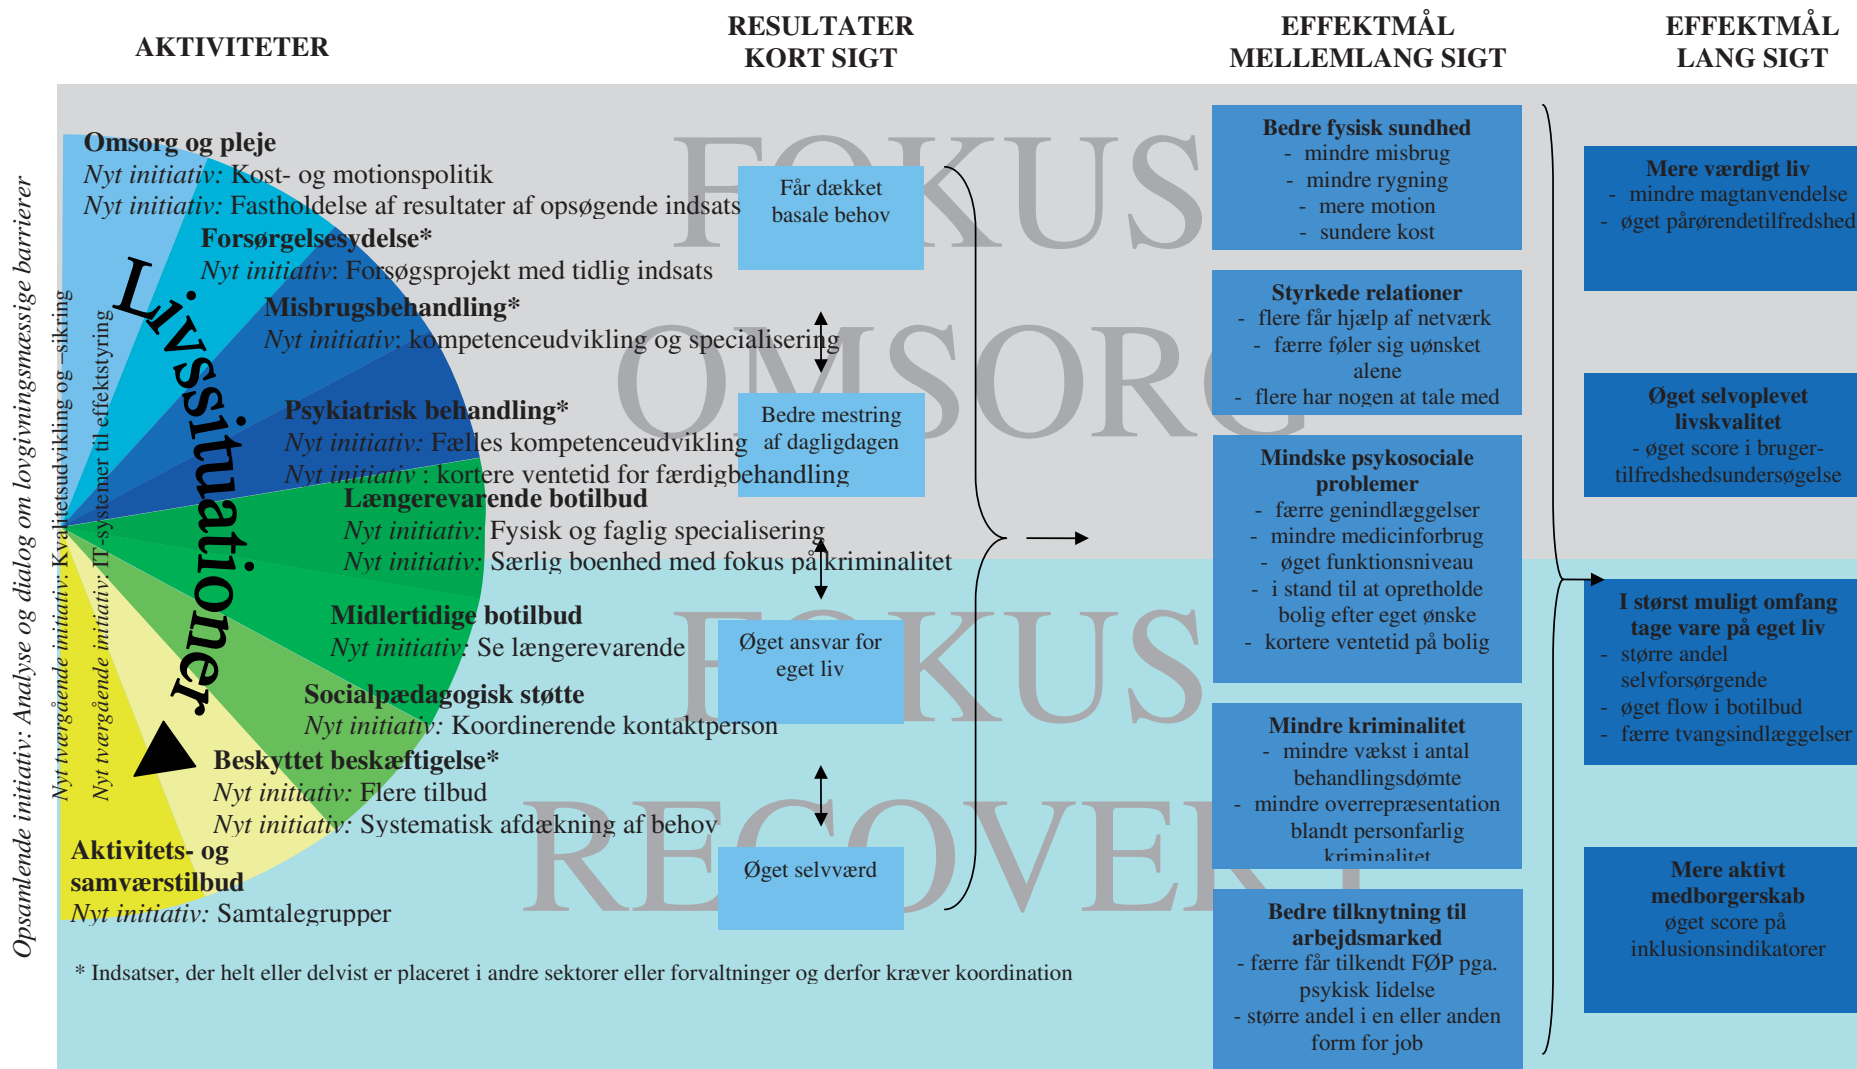 AKTIVITETER
RESULTATER
KORT SIGT
EFFEKTMÅL
MELLEMLANG SIGT
EFFEKTMÅL
LANG SIGT
Opsamlende initiativ: Analyse og dialog om lovgivningsmæssige barrierer
Nyt tværgående initiativ: Kvalitetsudvikling og –sikring
Nyt tværgående initiativ: IT-systemer til effektstyring
Livssituationer
Omsorg og pleje
Nyt initiativ: Kost- og motionspolitik
Nyt initiativ: Fastholdelse af resultater af opsøgende indsats
Forsørgelsesydelse*
Nyt initiativ: Forsøgsprojekt med tidlig indsats
Misbrugsbehandling*
Nyt initiativ: kompetenceudvikling og specialisering
Psykiatrisk behandling*
Nyt initiativ: Fælles kompetenceudvikling
Nyt initiativ : kortere ventetid for færdigbehandling
Længerevarende botilbud
Nyt initiativ: Fysisk og faglig specialisering
Nyt initiativ: Særlig boenhed med fokus på kriminalitet
Midlertidige botilbud
Nyt initiativ: Se længerevarende
Socialpædagogisk støtte
Nyt initiativ: Koordinerende kontaktperson
Beskyttet beskæftigelse*
Nyt initiativ: Flere tilbud
Nyt initiativ: Systematisk afdækning af behov
Aktivitets- og
samværstilbud
Nyt initiativ: Samtalegrupper
* Indsatser, der helt eller delvist er placeret i andre sektorer eller forvaltninger og derfor kræver koordination
FOKUS
OMSORG
FOKUS
RECOVERY
Får dækket
basale behov
Bedre mestring
af dagligdagen
Øget ansvar for
eget liv
Øget selvværd
Bedre fysisk sundhed
- mindre misbrug
- mindre rygning
- mere motion
- sundere kost
Styrkede relationer
- flere får hjælp af netværk
- færre føler sig uønsket
alene
- flere har nogen at tale med
Mindske psykosociale
problemer
- færre genindlæggelser
- mindre medicinforbrug
- øget funktionsniveau
- i stand til at opretholde
bolig efter eget ønske
- kortere ventetid på bolig
Mindre kriminalitet
- mindre vækst i antal
behandlingsdømte
- mindre overrepræsentation
blandt personfarlig
kriminalitet
Bedre tilknytning til
arbejdsmarked
- færre får tilkendt FØP pga.
psykisk lidelse
- større andel i en eller anden
form for job
Mere værdigt liv
- mindre magtanvendelse
- øget pårørendetilfredshed
Øget selvoplevet
livskvalitet
- øget score i bruger-
tilfredshedsundersøgelse
I størst muligt omfang
tage vare på eget liv
- større andel
selvforsørgende
- øget flow i botilbud
- færre tvangsindlæggelser
Mere aktivt
medborgerskab
øget score på
inklusionsindikatorer